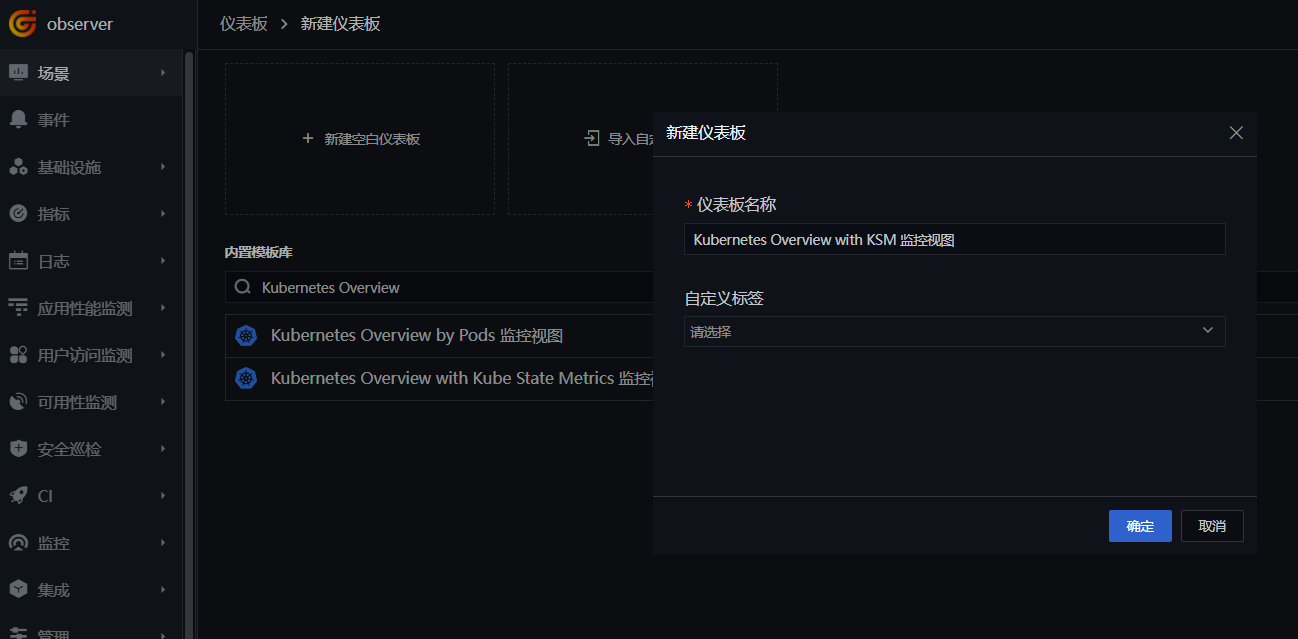 observer
仪表板 > 新建仪表板
场景
事件
基础设施
指标
日志
应用性能监测
用户访问监测
可用性监测
安全巡检
CI
监控
集成
管理
+ 新建空白仪表板
导入自定
内置模板库
Kubernetes Overview
Kubernetes Overview by Pods 监控视图
Kubernetes Overview with Kube State Metrics 监控视
新建仪表板
* 仪表板名称
Kubernetes Overview with KSM 监控视图
自定义标签
请选择
确定
取消